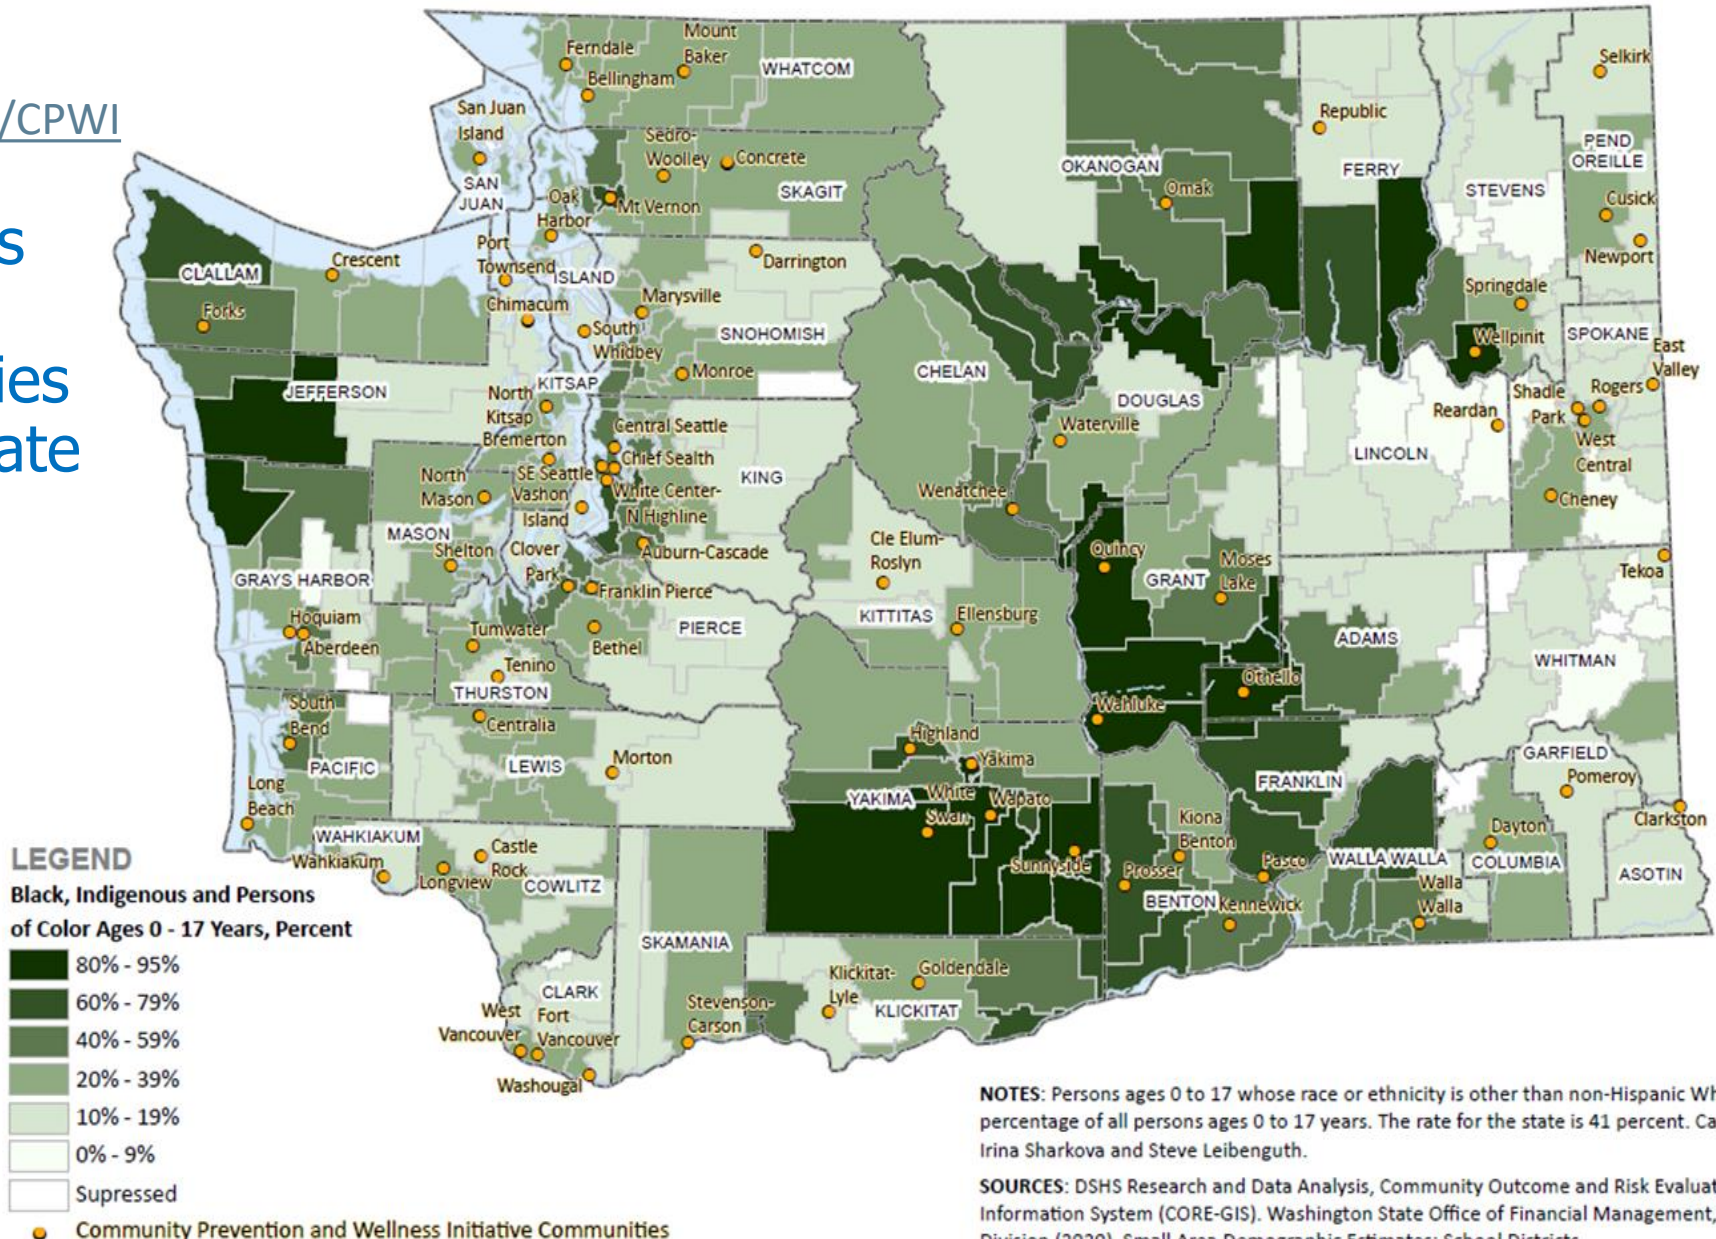 /CPWI
s
ies
ate
Ferndale
Mount
Baker
Bellingham
WHATCOM
San Juan
Island
SAN
JUAN
Sedro-
Woolley
Concrete
SKAGIT
Oak
Harbor
Mt Vernon
OKANOGAN
Omak
Republic
FERRY
STEVENS
Selkirk
PEND
OREILLE
Cusick
Newport
Springdale
Wellpinit
SPOKANE
East
Valley
CLALLAM
Crescent
Forks
Port
Townsend
ISLAND
Chimacum
South
Whidbey
Marysville
Darrington
SNOHOMISH
Monroe
JEFFERSON
North
Kitsap
KITSAP
Bremerton
Central Seattle
SE Seattle
Chief Sealth
KING
White Center-
N Highline
Vashon
Island
North
Mason
MASON
Shelton
Clover
Park
Auburn-Cascade
Franklin Pierce
CHELAN
DOUGLAS
Waterville
Wenatchee
Shadle
Park
Rogers
Reardan
West
Central
LINCOLN
Cheney
Tekoa
GRAYS HARBOR
Hoquiam
Aberdeen
Tumwater
Bethel
PIERCE
Tenino
THURSTON
Cle Elum-
Roslyn
KITTITAS
Ellensburg
Quincy
GRANT
Moses
Lake
ADAMS
WHITMAN
Othello
Wahluke
South
Bend
PACIFIC
Centralia
LEWIS
Morton
Long
Beach
WAHKIAKUM
Wahkiakum
Castle
Rock
Longview
COWLITZ
Highland
Yakima
YAKIMA
White
Swan
Wapato
Sunnyside
FRANKLIN
Kiona
Benton
Pasco
Prosser
BENTON
Kennewick
WALLA WALLA
Walla
Walla
GARFIELD
Pomeroy
Clarkston
Dayton
COLUMBIA
ASOTIN
SKAMANIA
CLARK
West
Vancouver
Fort
Vancouver
Washougal
Stevenson-
Carson
Klickitat-
Lyle
Goldendale
KLICKITAT
LEGEND
Black, Indigenous and Persons
of Color Ages 0 - 17 Years, Percent
80% - 95%
60% - 79%
40% - 59%
20% - 39%
10% - 19%
0% - 9%
Supressed
Community Prevention and Wellness Initiative Communities
NOTES: Persons ages 0 to 17 whose race or ethnicity is other than non-Hispanic Wh
percentage of all persons ages 0 to 17 years. The rate for the state is 41 percent. Ca
Irina Sharkova and Steve Leibenguth.
SOURCES: DSHS Research and Data Analysis, Community Outcome and Risk Evaluat
Information System (CORE-GIS). Washington State Office of Financial Management,
Division (2020). Small Area Demographic Estimates: School Districts.